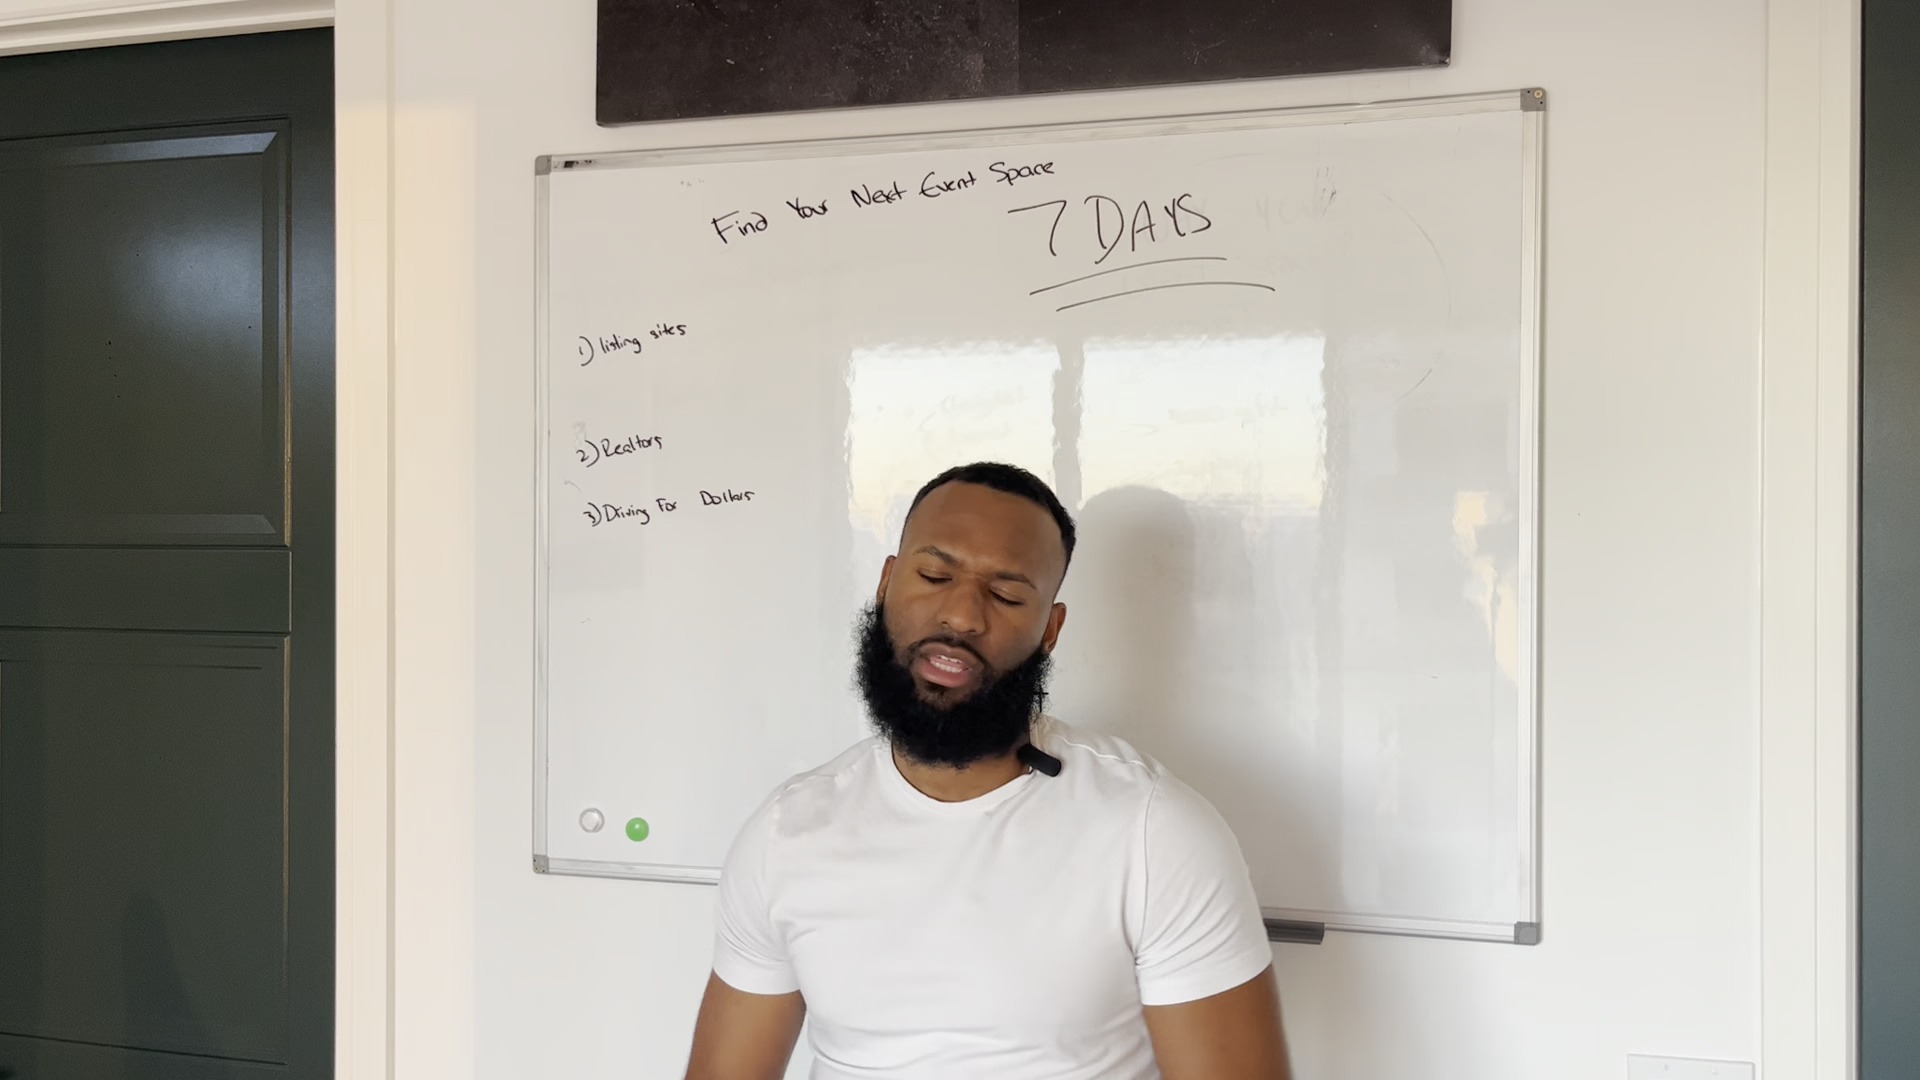 Find Your Next Event Space
7 DAYS
1) listing sites
2) Realtors
3) Driving For Dollars